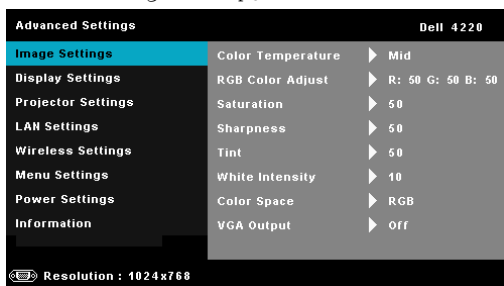 Advanced Settings Dell 4220
Image Settings Color Temperature Mid
Display Settings RGB Color Adjust R: 50 G: 50 B: 50
Projector Settings Saturation 50
LAN Settings Sharpness 50
Wireless Settings Tint 50
Menu Settings White Intensity 10
Power Settings Color Space RGB
Information VGA Output Off
Resolution : 1024x768